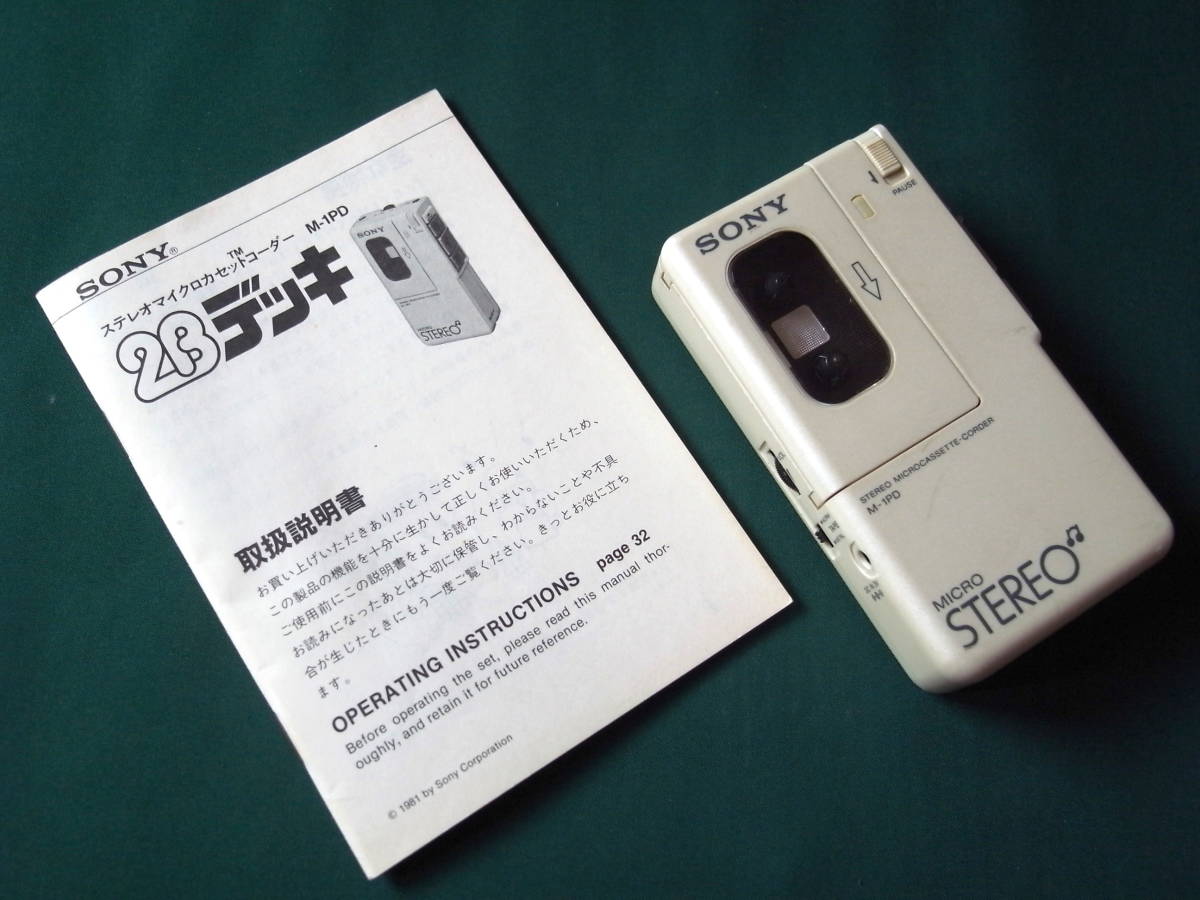 SONY®
ステレオマイクロカセットコーダー M-1PD
TM
23デッキ
SONY
MICRO
STEREO
取扱説明書
お買い上げいただきありがとうございます。
この製品の機能を十分に生かして正しくお使いいただくため、
ご使用前にこの説明書をよくお読みください。
お読みになったあとは大切に保管し、わからないことや不具
合が生じたときにもう一度ご覧ください。きっとお役に立ち
ます。
OPERATING INSTRUCTIONS page 32
Before operating the set, please read this manual thor-
oughly, and retain it for future reference.
© 1981 by Sony Corporation
SONY
PAUSE
STEREO MICROCASSETTE-CORDER
M-1PD
MICRO
STEREO